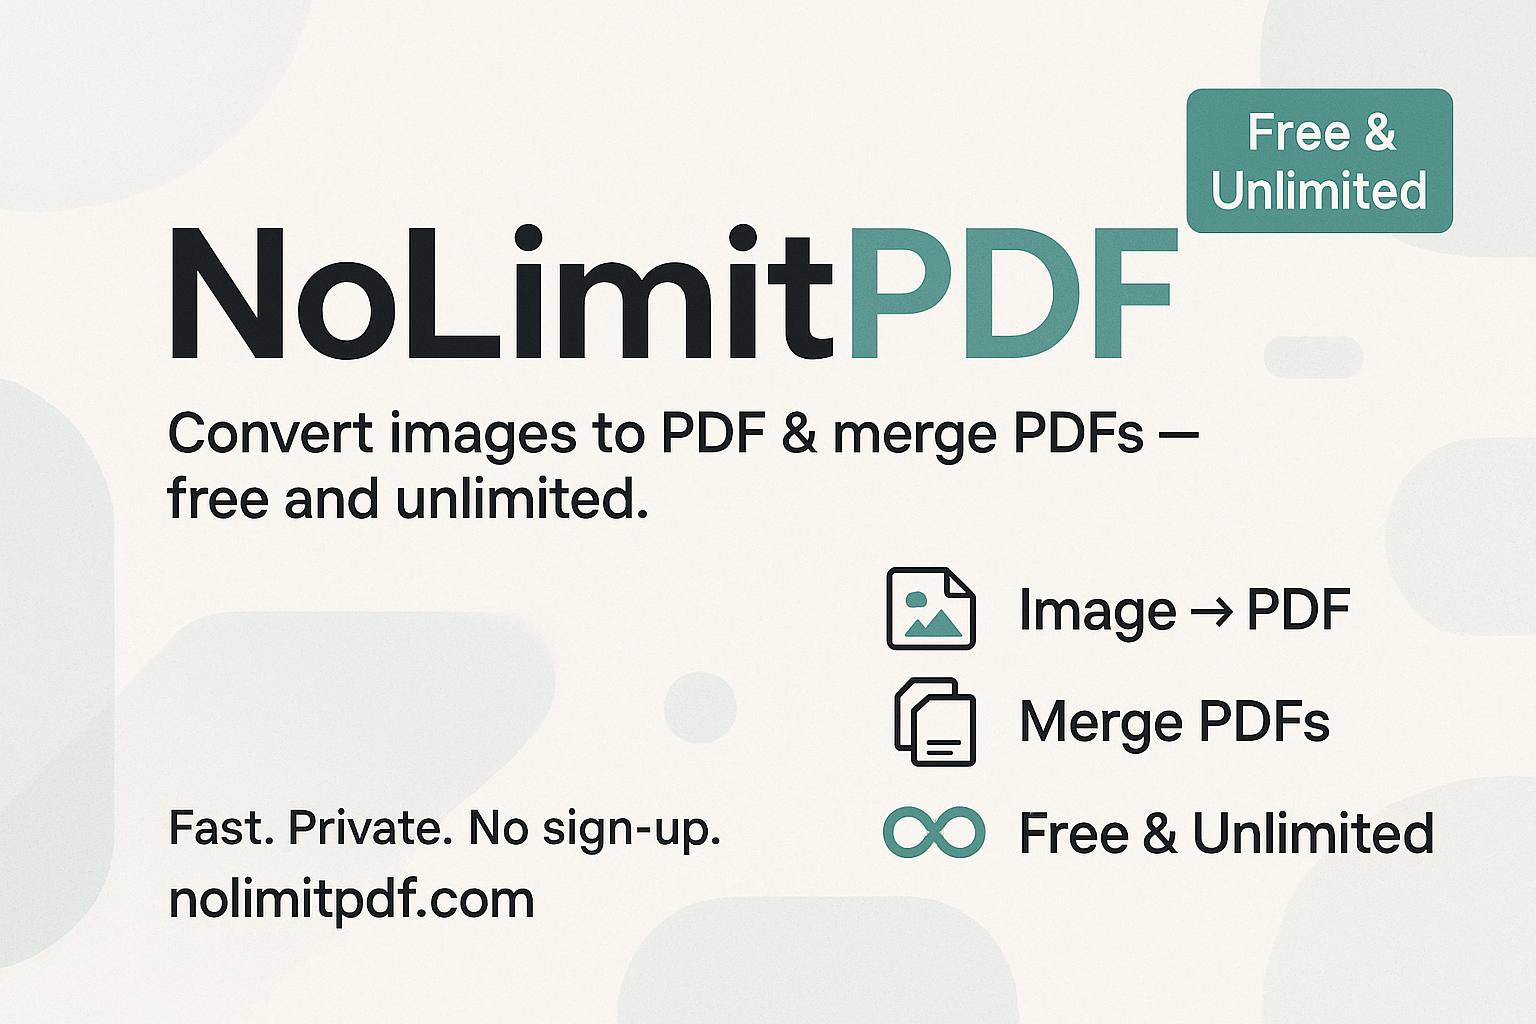 Free &
Unlimited
NoLimitPDF
Convert images to PDF & merge PDFs —
free and unlimited.
Image → PDF
Merge PDFs
Free & Unlimited
Fast. Private. No sign-up.
nolimitpdf.com